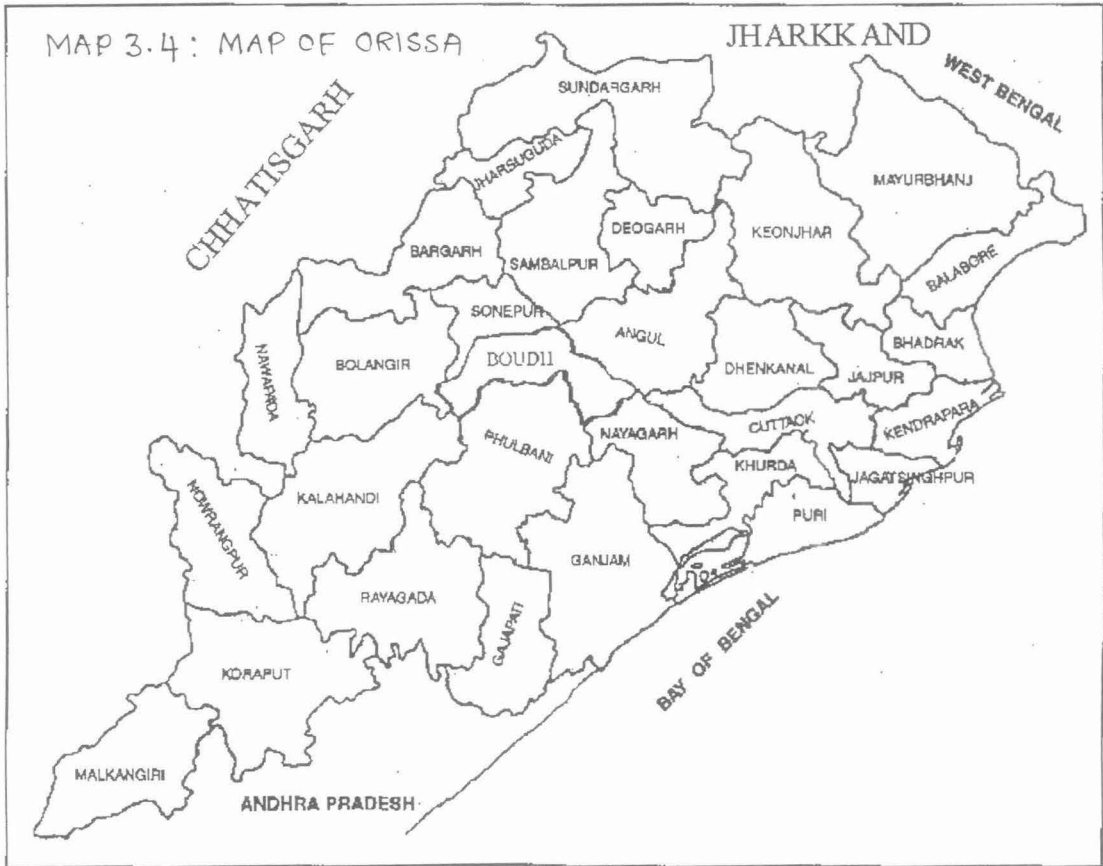 MAP 3.4: MAP OF ORISSA
JHARKKAND
WEST BENGAL
CHHATISGARH
SUNDARGARH
JHARSUGUDA
MAYURBHANJ
DEOGARH
KEONJHAR
BARGARH
SAMBALPUR
BALABORE
SONEPUR
ANGUL
BHADRAK
NAWAPADA
BOLANGIR
BOUDH
DHENKANAL
JAJPUR
KENDRAPARA
CUTTACK
PHULBANI
NAYAGARH
KHURDA
JAGATSINGHPUR
KALAHANDI
NOWRANGPUR
PURI
GANJAM
RAYAGADA
GAJAPATI
KORAPUT
BAY OF BENGAL
MALKANGIRI
ANDHRA PRADESH